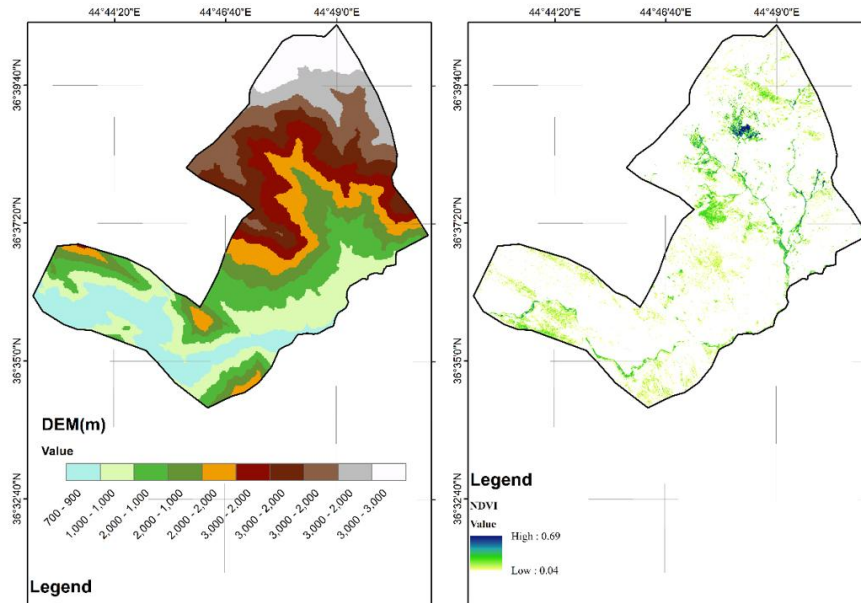 44°44'20"E 44°46'40"E 44°49'0"E
36°39'40"N
36°37'20"N
36°35'0"N
36°32'40"N
DEM(m)
Value
700 - 900
1,000 - 1,000
2,000 - 1,000
2,000 - 1,000
2,000 - 2,000
3,000 - 2,000
3,000 - 2,000
3,000 - 2,000
3,000 - 3,000
3,000 - 3,000
Legend
44°44'20"E 44°46'40"E 44°49'0"E
36°39'40"N
36°37'20"N
36°35'0"N
36°32'40"N
Legend
NDVI
Value
High : 0.69
Low : 0.04